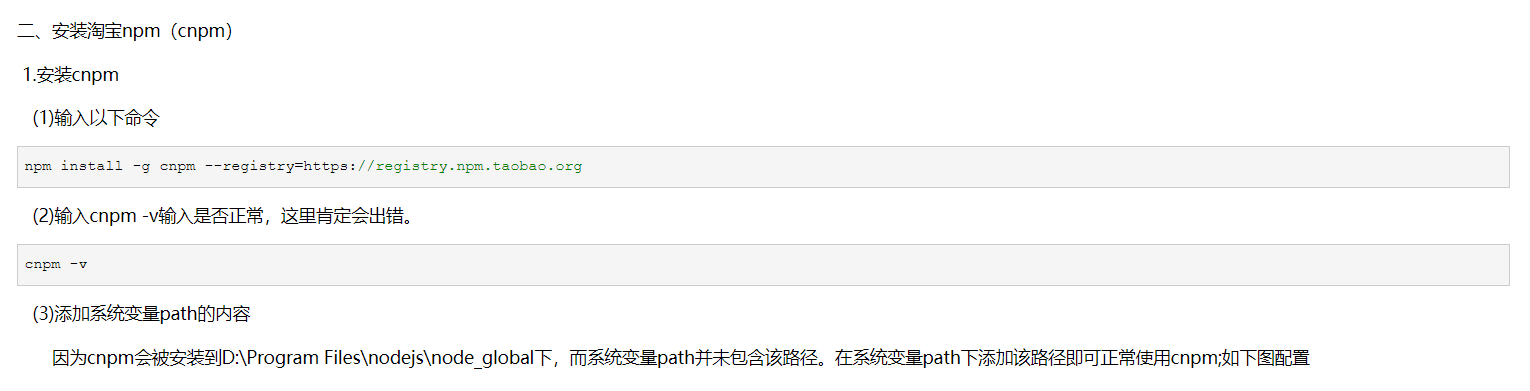 二、安装淘宝npm（cnpm）
1.安装cnpm
(1)输入以下命令
npm install -g cnpm --registry=https://registry.npm.taobao.org
(2)输入cnpm -v输入是否正常，这里肯定会出错。
cnpm -v
(3)添加系统变量path的内容
因为cnpm会被安装到D:\Program Files\nodejs\node_global下，而系统变量path并未包含该路径。在系统变量path下添加该路径即可正常使用cnpm;如下图配置